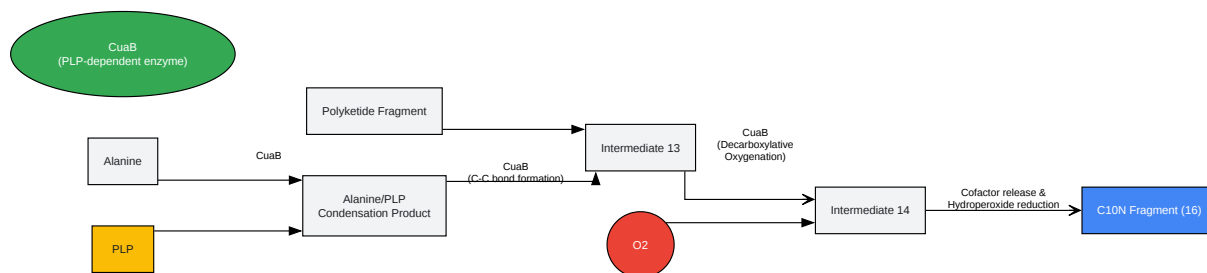 CuaB
(PLP-dependent enzyme)
Polyketide Fragment
CuaB
(Decarboxylative
Oxygenation)
Intermediate 13
Alanine
CuaB
CuaB
(C-C bond formation)
Alanine/PLP
Condensation Product
Cofactor release &
Hydroperoxide reduction
Intermediate 14
C10N Fragment (16)
PLP
O2